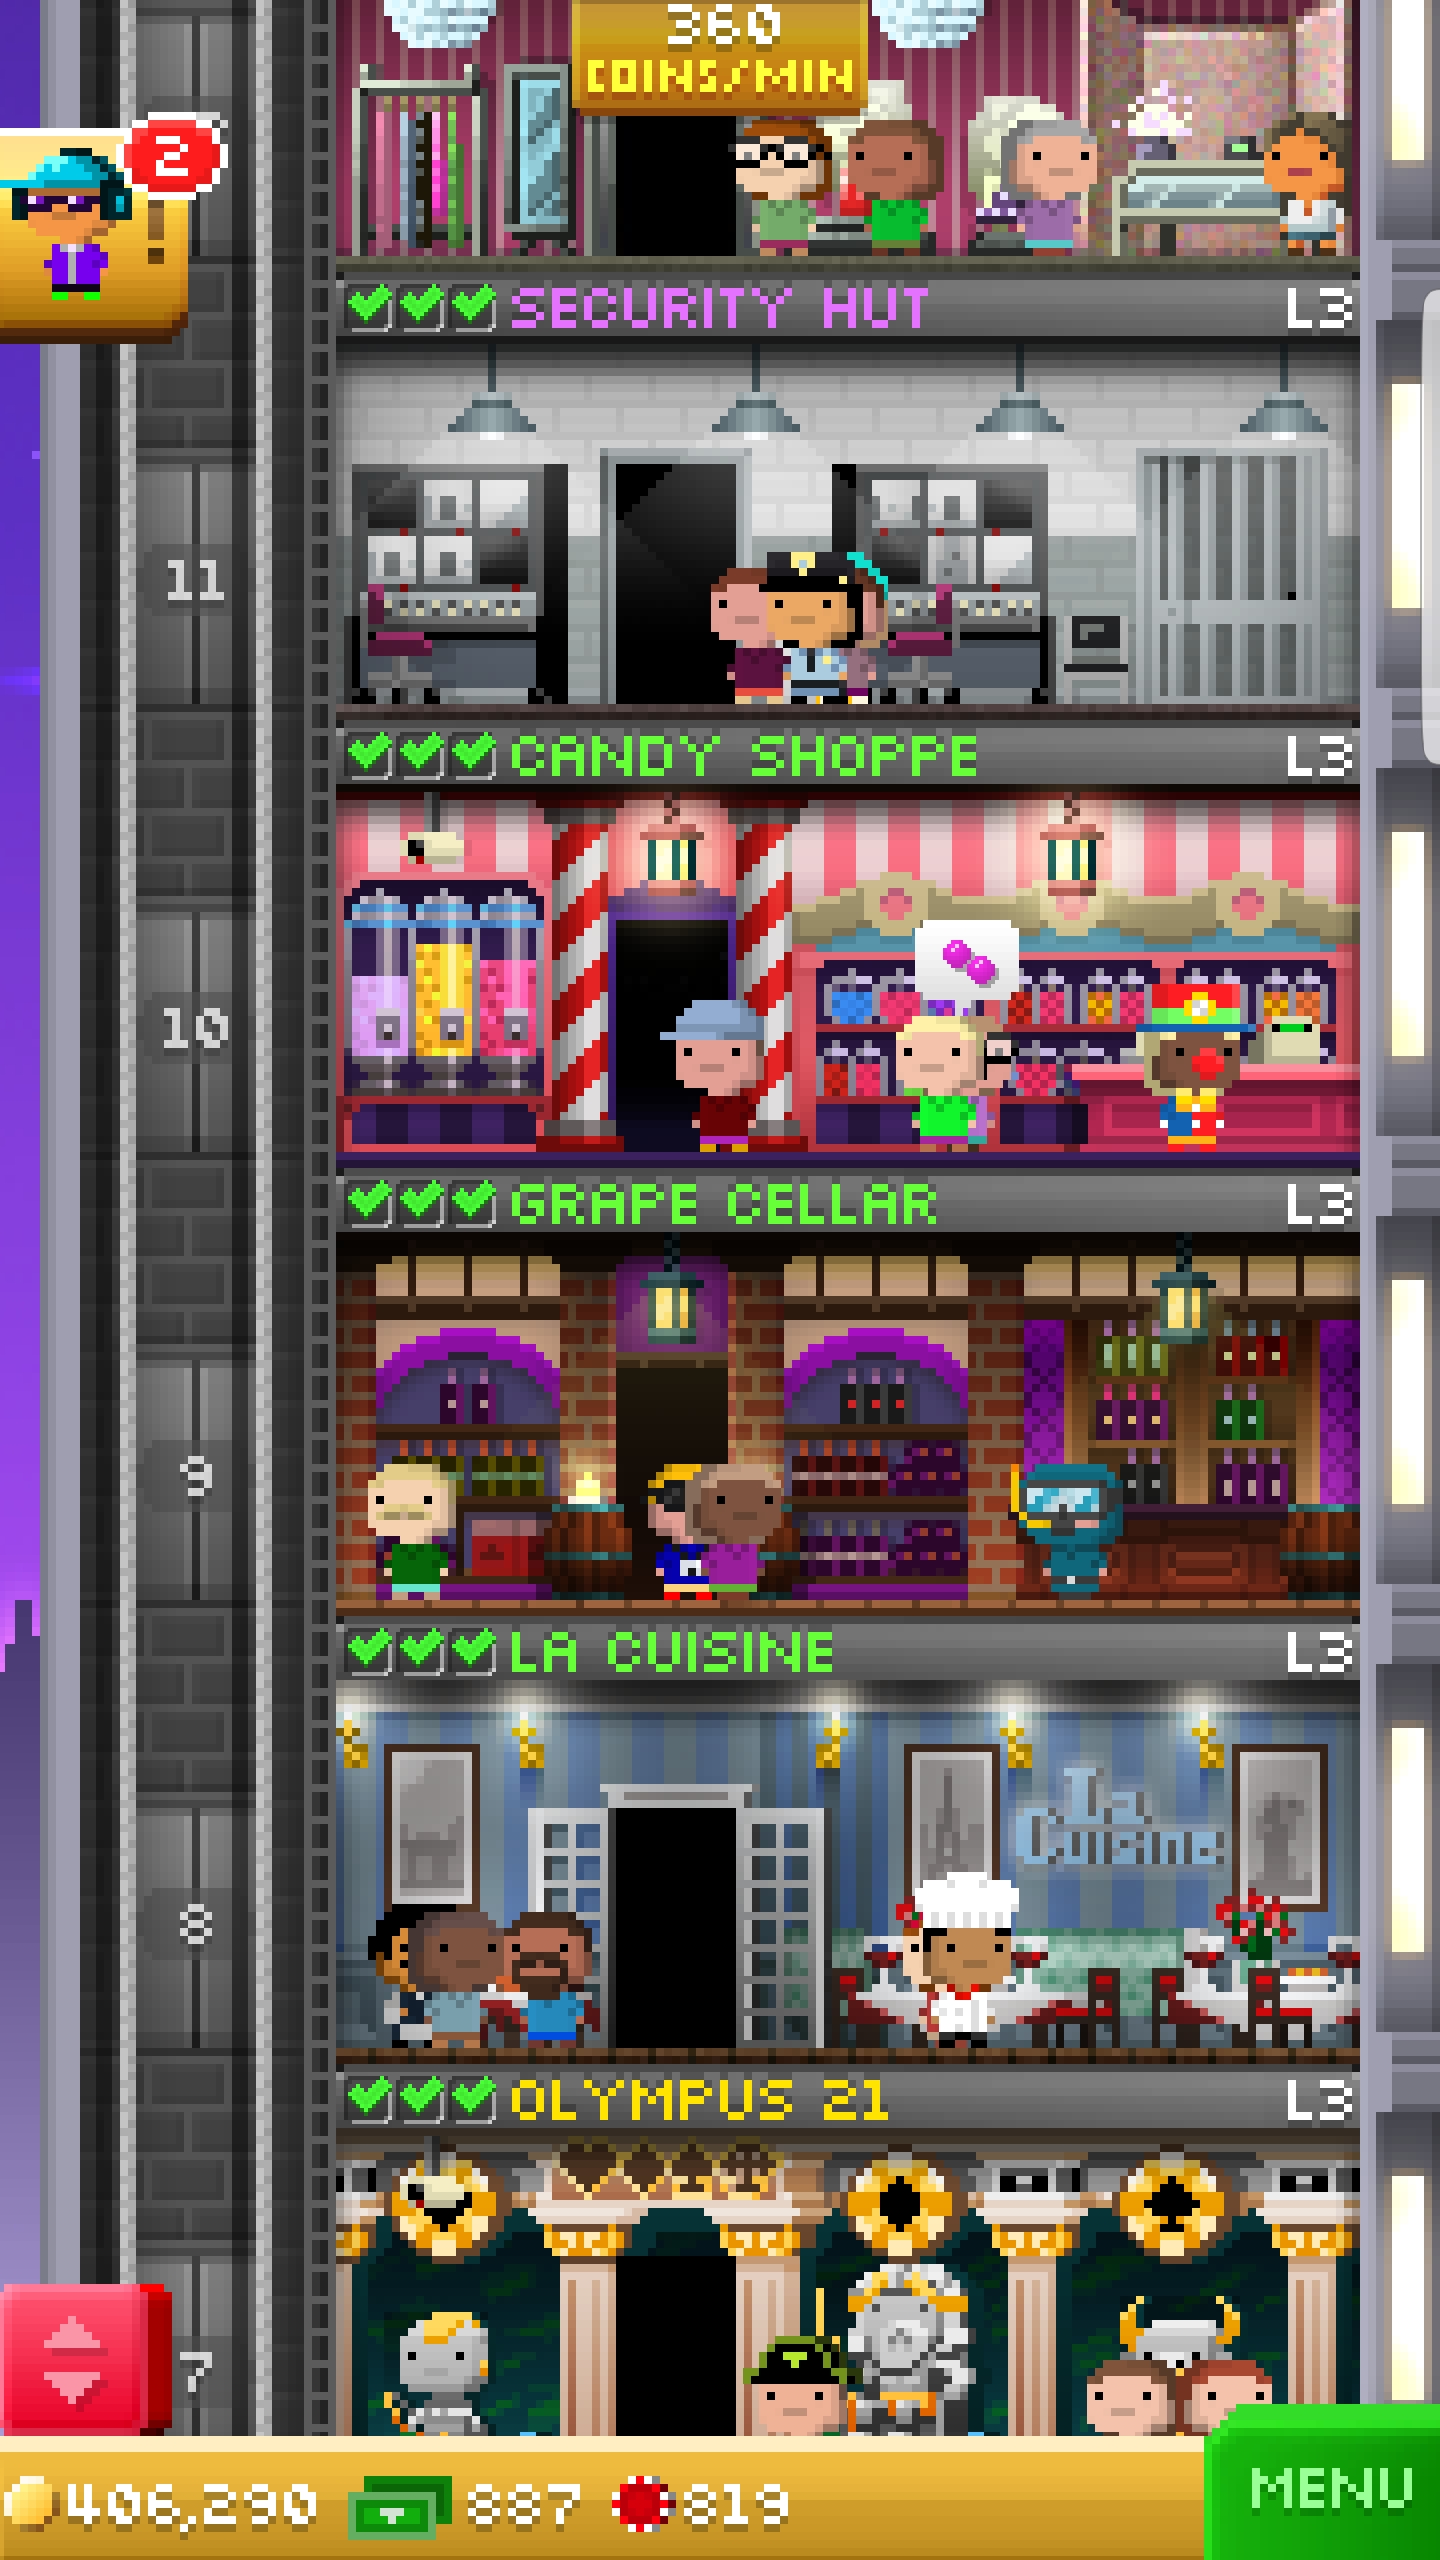 360
COINS/MIN
2
SECURITY HUT L3
11
CANDY SHOPPE L3
10
GRAPE CELLAR L3
9
LA CUISINE L3
La
Cuisine
8
OLYMPUS 21 L3
7
406,290 887 819
MENU